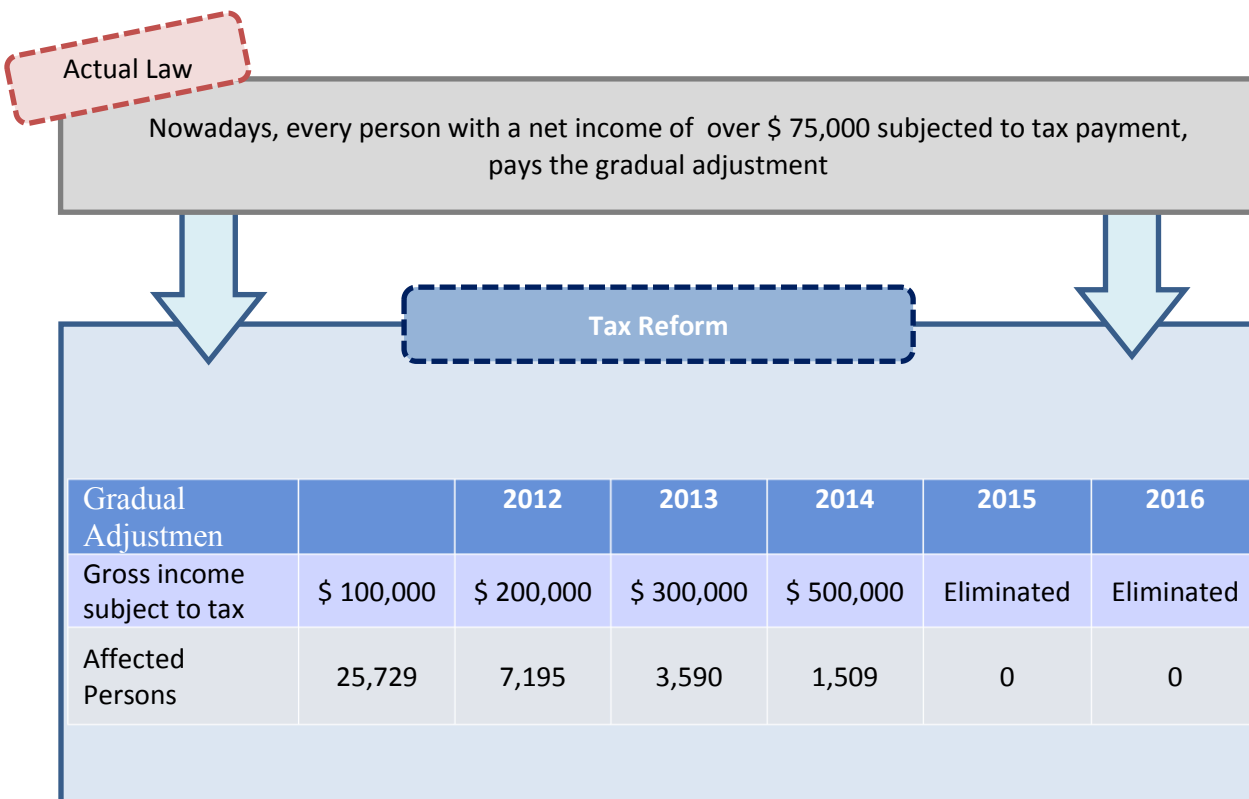 Actual Law
Nowadays, every person with a net income of over $ 75,000 subjected to tax payment,
pays the gradual adjustment
Tax Reform
Gradual Adjustmen 2012 2013 2014 2015 2016
Gross income subject to tax $ 100,000 $ 200,000 $ 300,000 $ 500,000 Eliminated Eliminated
Affected Persons 25,729 7,195 3,590 1,509 0 0